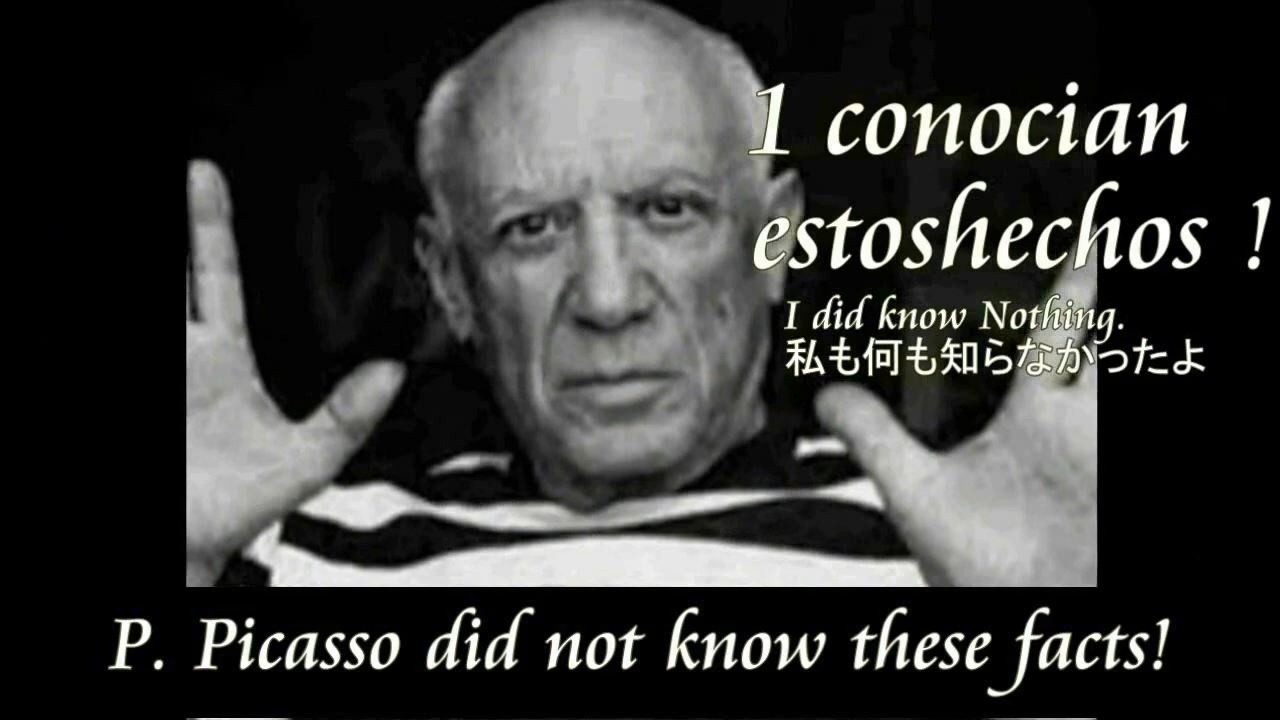 1 conocian
estoshechos !
I did know Nothing.
私も何も知らなかったよ
P. Picasso did not know these facts!